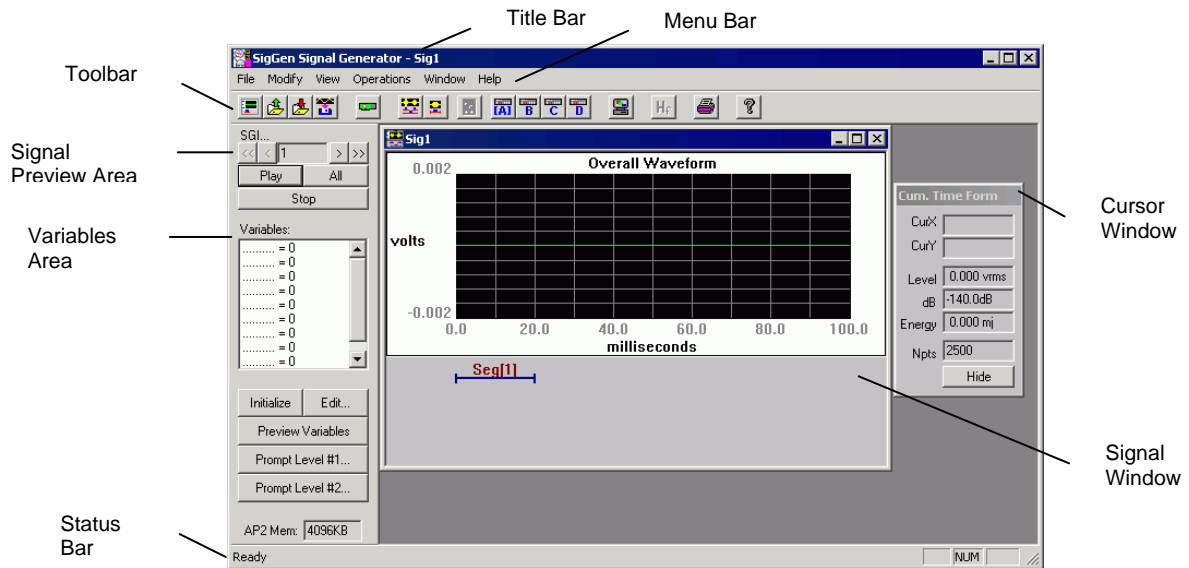 Title Bar
Menu Bar
Toolbar
Signal
Preview Area
Variables
Area
Status
Bar
Cursor
Window
Signal
Window
SigGen Signal Generator - Sig1
File Modify View Operations Window Help
[A] B C D Hf ?
SGI...
<< < 1 > >>
Play All
Stop
Variables:
.......... = 0
.......... = 0
.......... = 0
.......... = 0
.......... = 0
.......... = 0
.......... = 0
.......... = 0
.......... = 0
Initialize Edit...
Preview Variables
Prompt Level #1...
Prompt Level #2...
AP2 Mem: 4096KB
Ready
NUM
Sig1
Overall Waveform
0.002
volts
-0.002
0.0 20.0 40.0 60.0 80.0 100.0
milliseconds
Seg[1]
Cum. Time Form
CurX
CurY
Level 0.000 vrms
dB -140.0dB
Energy 0.000 mj
Npts 2500
Hide